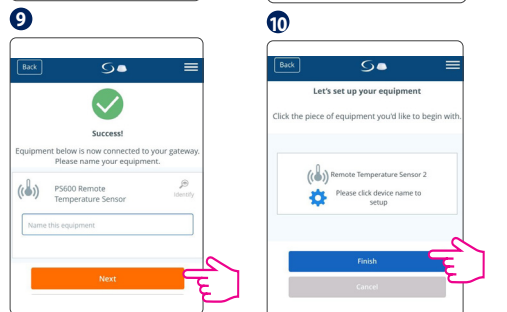 9
Back
Success!
Equipment below is now connected to your gateway.
Please name your equipment.
PS600 Remote
Temperature Sensor
Identify
Name this equipment
Next
10
Back
Let's set up your equipment
Click the piece of equipment you'd like to begin with.
Remote Temperature Sensor 2
Please click device name to
setup
Finish
Cancel